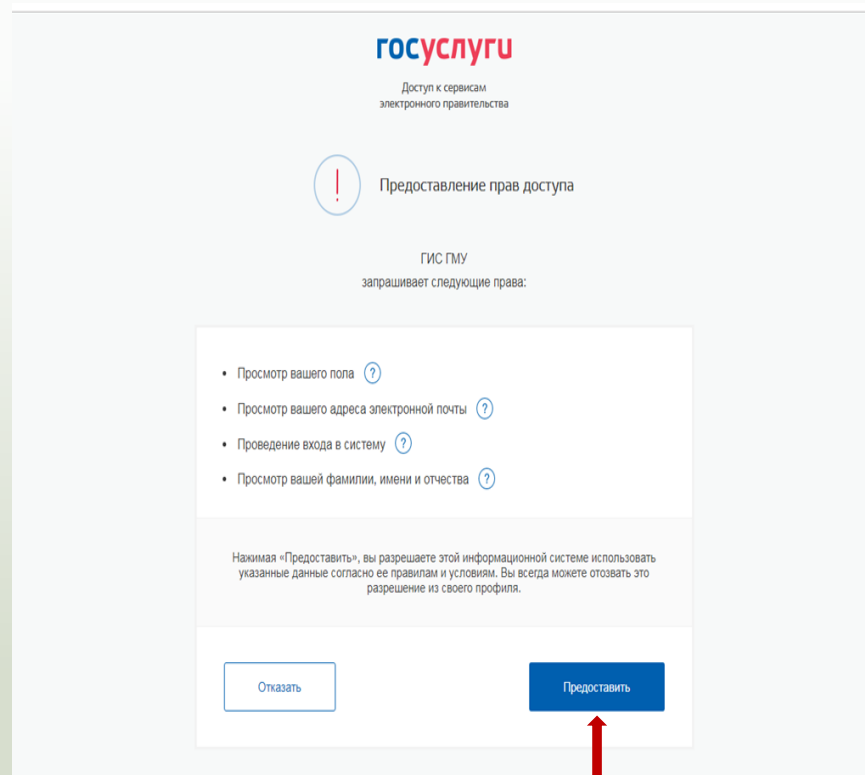 госуслуги
Доступ к сервисам
электронного правительства
!
Предоставление прав доступа
ГИС ГМУ
запрашивает следующие права:
• Просмотр вашего пола ?
• Просмотр вашего адреса электронной почты ?
• Проведение входа в систему ?
• Просмотр вашей фамилии, имени и отчества ?
Нажимая «Предоставить», вы разрешаете этой информационной системе использовать
указанные данные согласно ее правилам и условиям. Вы всегда можете отозвать это
разрешение из своего профиля.
Отказать
Предоставить